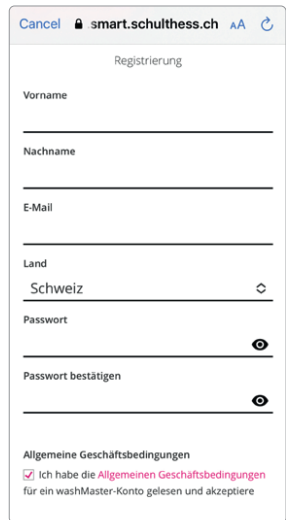 Cancel .smart.schulthess.ch AA
Registrierung
Vorname
Nachname
E-Mail
Land
Schweiz
Passwort
Passwort bestätigen
Allgemeine Geschäftsbedingungen
Ich habe die Allgemeinen Geschäftsbedingungen
für ein washMaster-Konto gelesen und akzeptiere